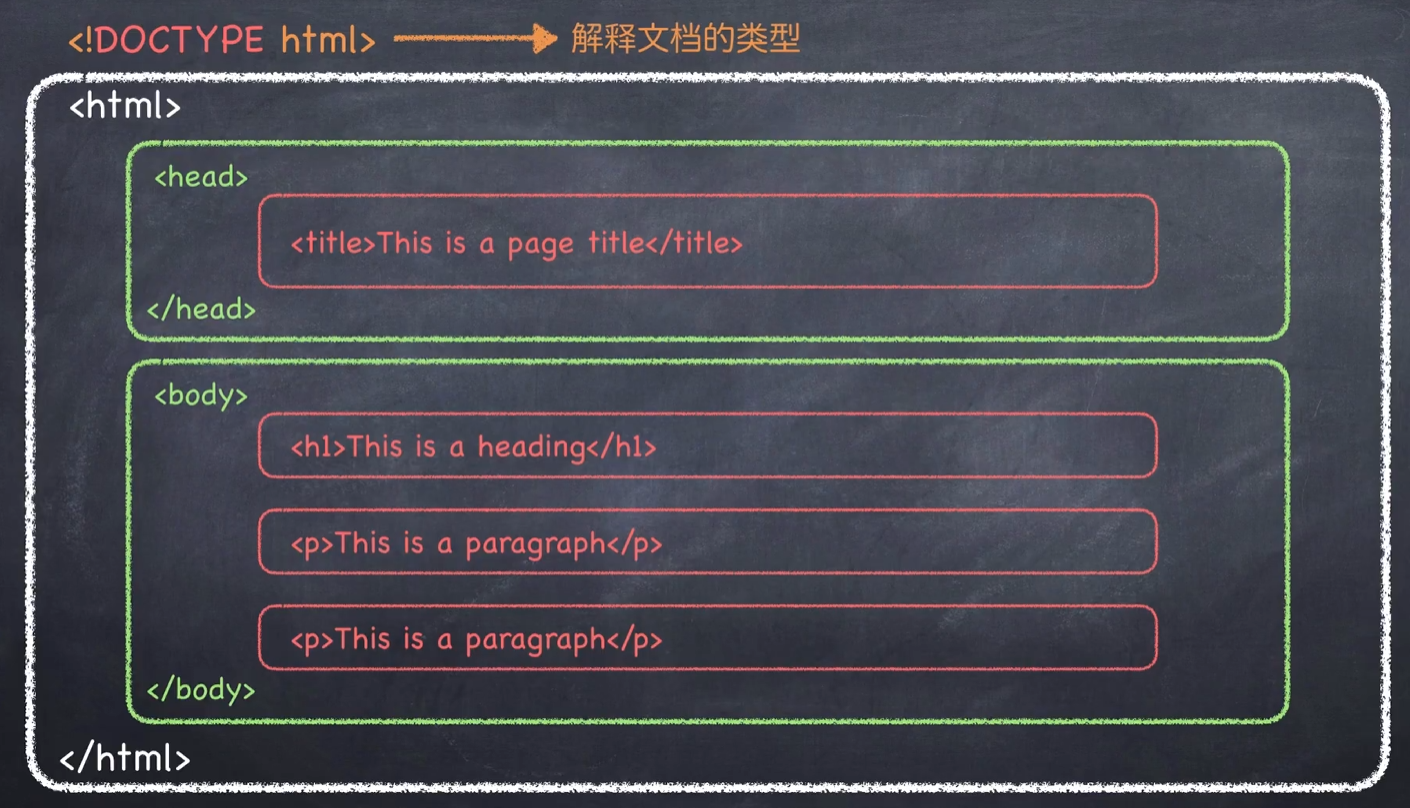 <!DOCTYPE html> 解释文档的类型
<html>
<head>
<title>This is a page title</title>
</head>
<body>
<h1>This is a heading</h1>
<p>This is a paragraph</p>
<p>This is a paragraph</p>
</body>
</html>